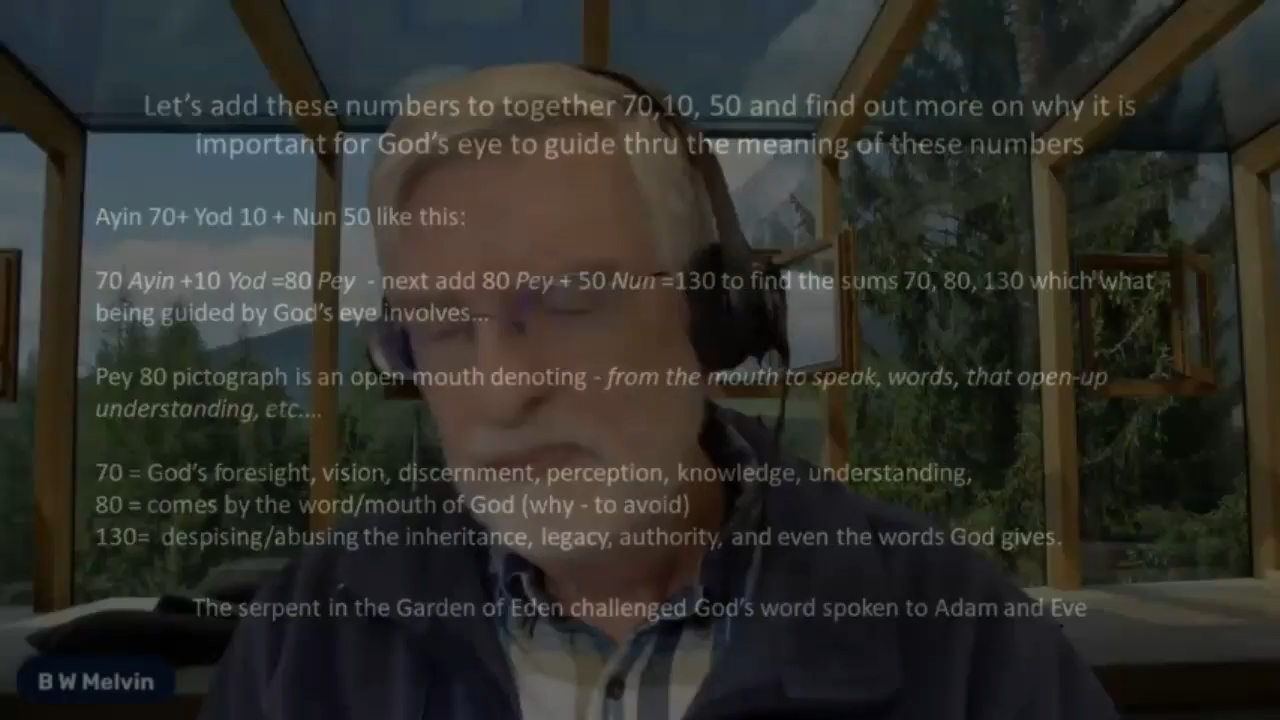 Let's add these numbers to together 70,10, 50 and find out more on why it is
important for God's eye to guide thru the meaning of these numbers
Ayin 70+ Yod 10 + Nun 50 like this:
70 Ayin +10 Yod =80 Pey - next add 80 Pey + 50 Nun =130 to find the sums 70, 80, 130 which'what
being guided by God's eye involves...
Pey 80 pictograph is an open mouth denoting - from the mouth to speak, words, that open-up
understanding, etc....
70 = God's foresight, vision, discernment, perception, knowledge, understanding,
80 = comes by the word/mouth of God (why - to avoid)
130= despising/abusing the inheritance, legacy, authority, and even the words God gives.
The serpent in the Garden of Eden challenged God's word spoken to Adam and Eve
B W Melvin